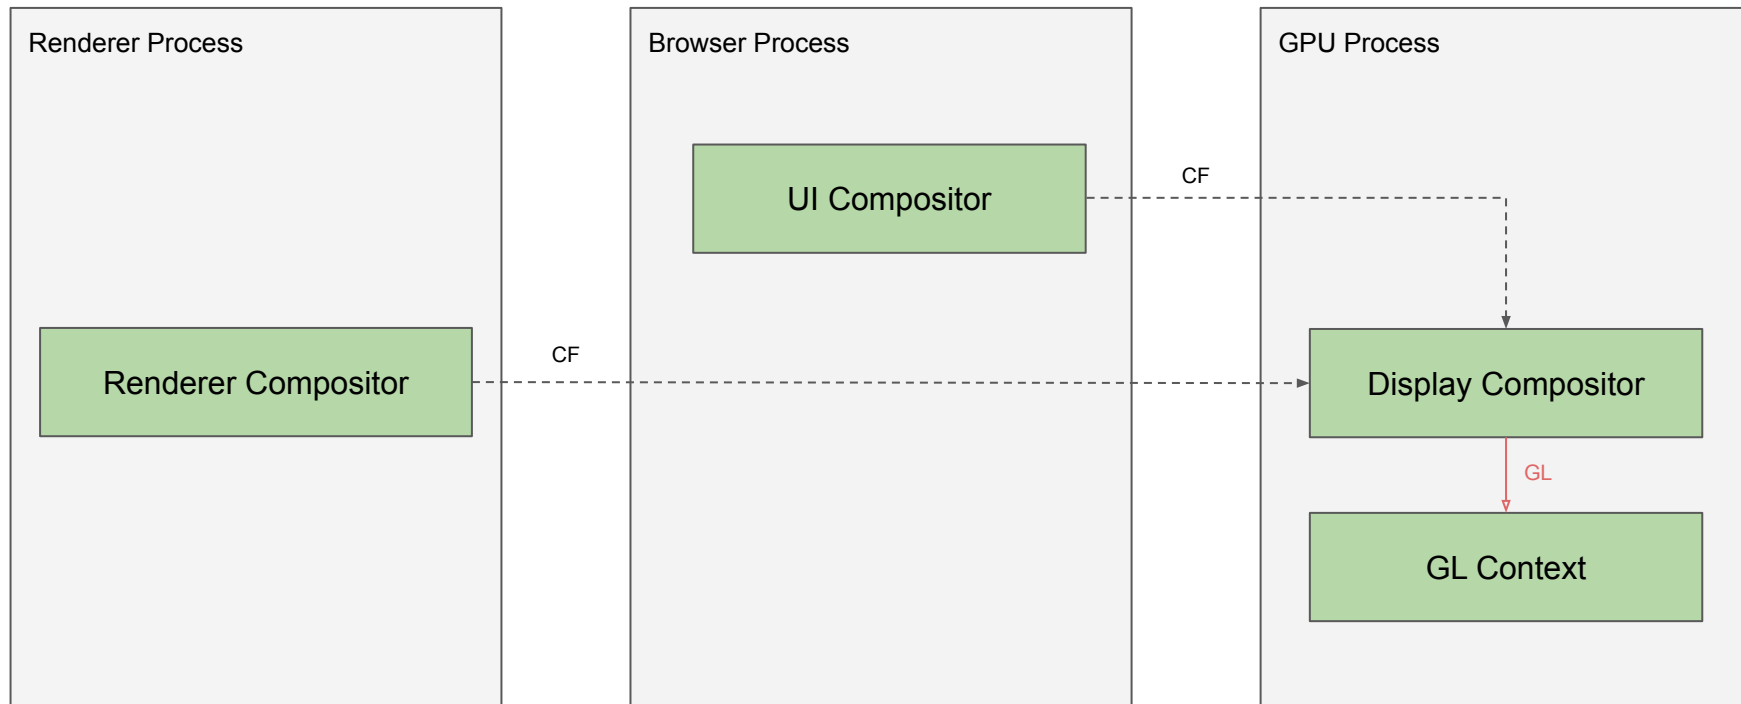 Renderer Process
Browser Process
GPU Process
UI Compositor
CF
Renderer Compositor
CF
Display Compositor
GL
GL Context